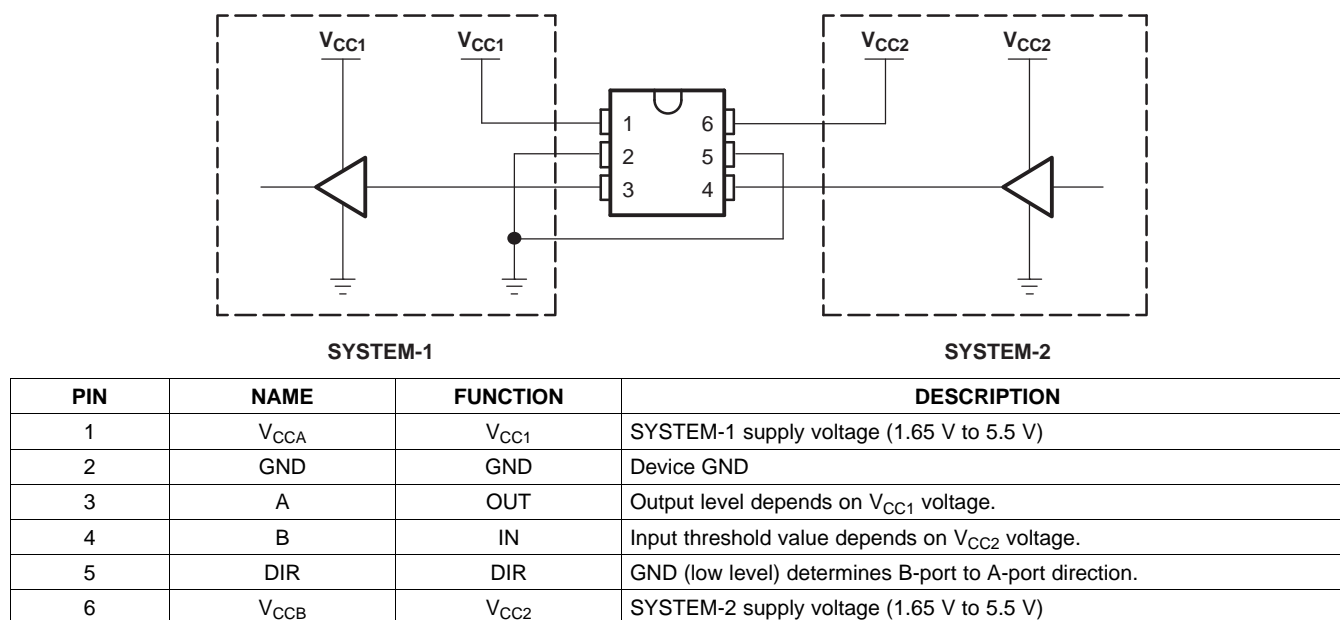 VCC1 VCC1 VCC2 VCC2
1 6
2 5
3 4
SYSTEM-1 SYSTEM-2
PIN NAME FUNCTION DESCRIPTION
1 VCCA VCC1 SYSTEM-1 supply voltage (1.65 V to 5.5 V)
2 GND GND Device GND
3 A OUT Output level depends on VCC1 voltage.
4 B IN Input threshold value depends on VCC2 voltage.
5 DIR DIR GND (low level) determines B-port to A-port direction.
6 VCCB VCC2 SYSTEM-2 supply voltage (1.65 V to 5.5 V)